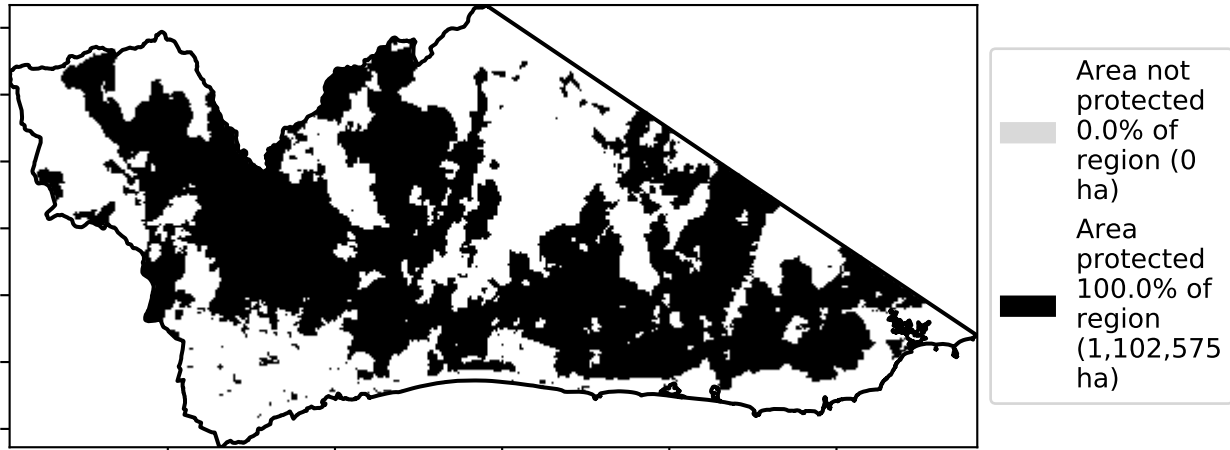 Area not
protected
0.0% of
region (0
ha)
Area
protected
100.0% of
region
(1,102,575
ha)